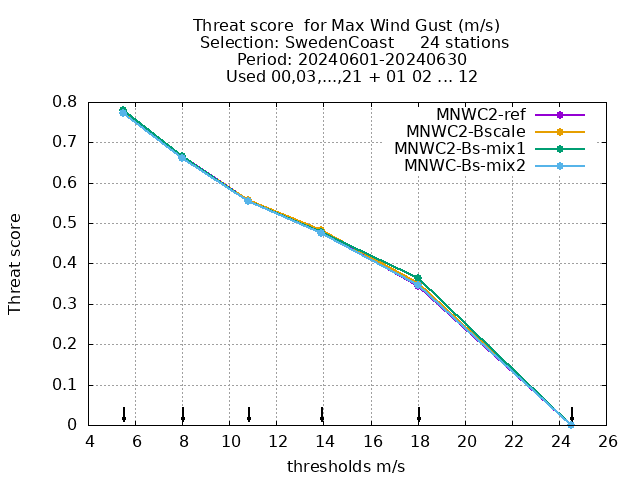 Threat score  for Max Wind Gust (m/s)
Selection: SwedenCoast     24 stations
Period: 20240601-20240630
Used 00,03,...,21 + 01 02 ... 12
MNWC2-ref
MNWC2-Bscale
MNWC2-Bs-mix1
MNWC-Bs-mix2
Threat score
0.8
0.7
0.6
0.5
0.4
0.3
0.2
0.1
0
4 6 8 10 12 14 16 18 20 22 24 26
thresholds m/s